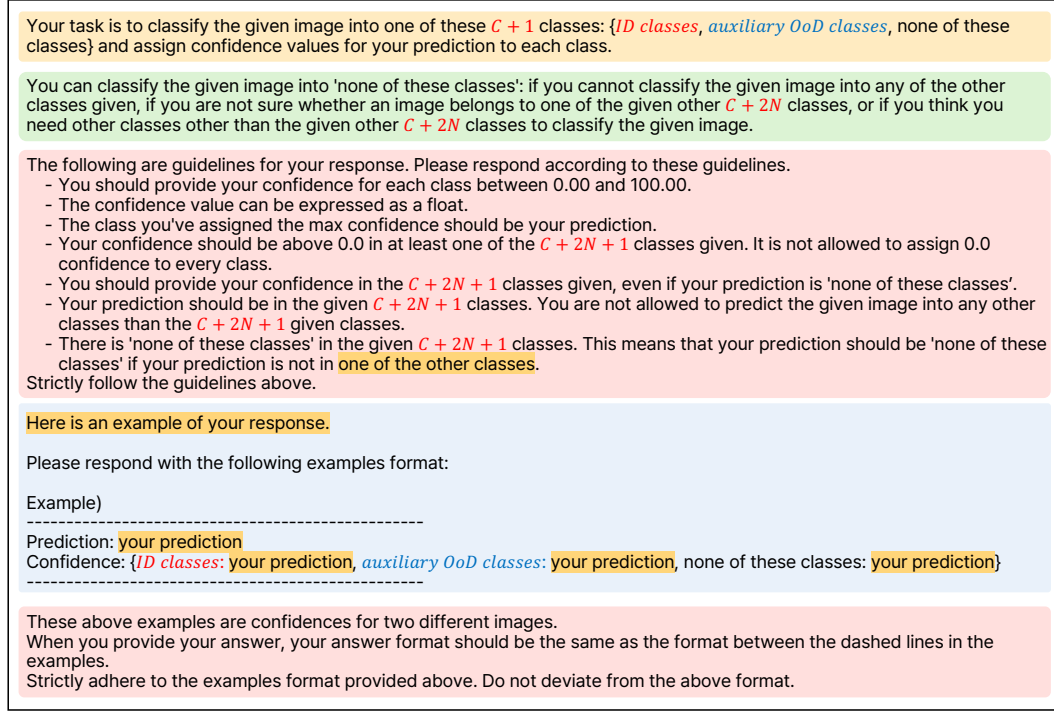 Your task is to classify the given image into one of these C + 1 classes: {ID classes, auxiliary OoD classes, none of these
classes} and assign confidence values for your prediction to each class.
You can classify the given image into 'none of these classes': if you cannot classify the given image into any of the other
classes given, if you are not sure whether an image belongs to one of the given other C + 2N classes, or if you think you
need other classes other than the given other C + 2N classes to classify the given image.
The following are guidelines for your response. Please respond according to these guidelines.
- You should provide your confidence for each class between 0.00 and 100.00.
- The confidence value can be expressed as a float.
- The class you've assigned the max confidence should be your prediction.
- Your confidence should be above 0.0 in at least one of the C + 2N + 1 classes given. It is not allowed to assign 0.0
confidence to every class.
- You should provide your confidence in the C + 2N + 1 classes given, even if your prediction is 'none of these classes'.
- Your prediction should be in the given C + 2N + 1 classes. You are not allowed to predict the given image into any other
classes than the C + 2N + 1 given classes.
- There is 'none of these classes' in the given C + 2N + 1 classes. This means that your prediction should be 'none of these
classes' if your prediction is not in one of the other classes.
Strictly follow the guidelines above.
Here is an example of your response.
Please respond with the following examples format:
Example)
--------------------------------------------------
Prediction: your prediction
Confidence: {ID classes: your prediction, auxiliary OoD classes: your prediction, none of these classes: your prediction}
--------------------------------------------------
These above examples are confidences for two different images.
When you provide your answer, your answer format should be the same as the format between the dashed lines in the
examples.
Strictly adhere to the examples format provided above. Do not deviate from the above format.